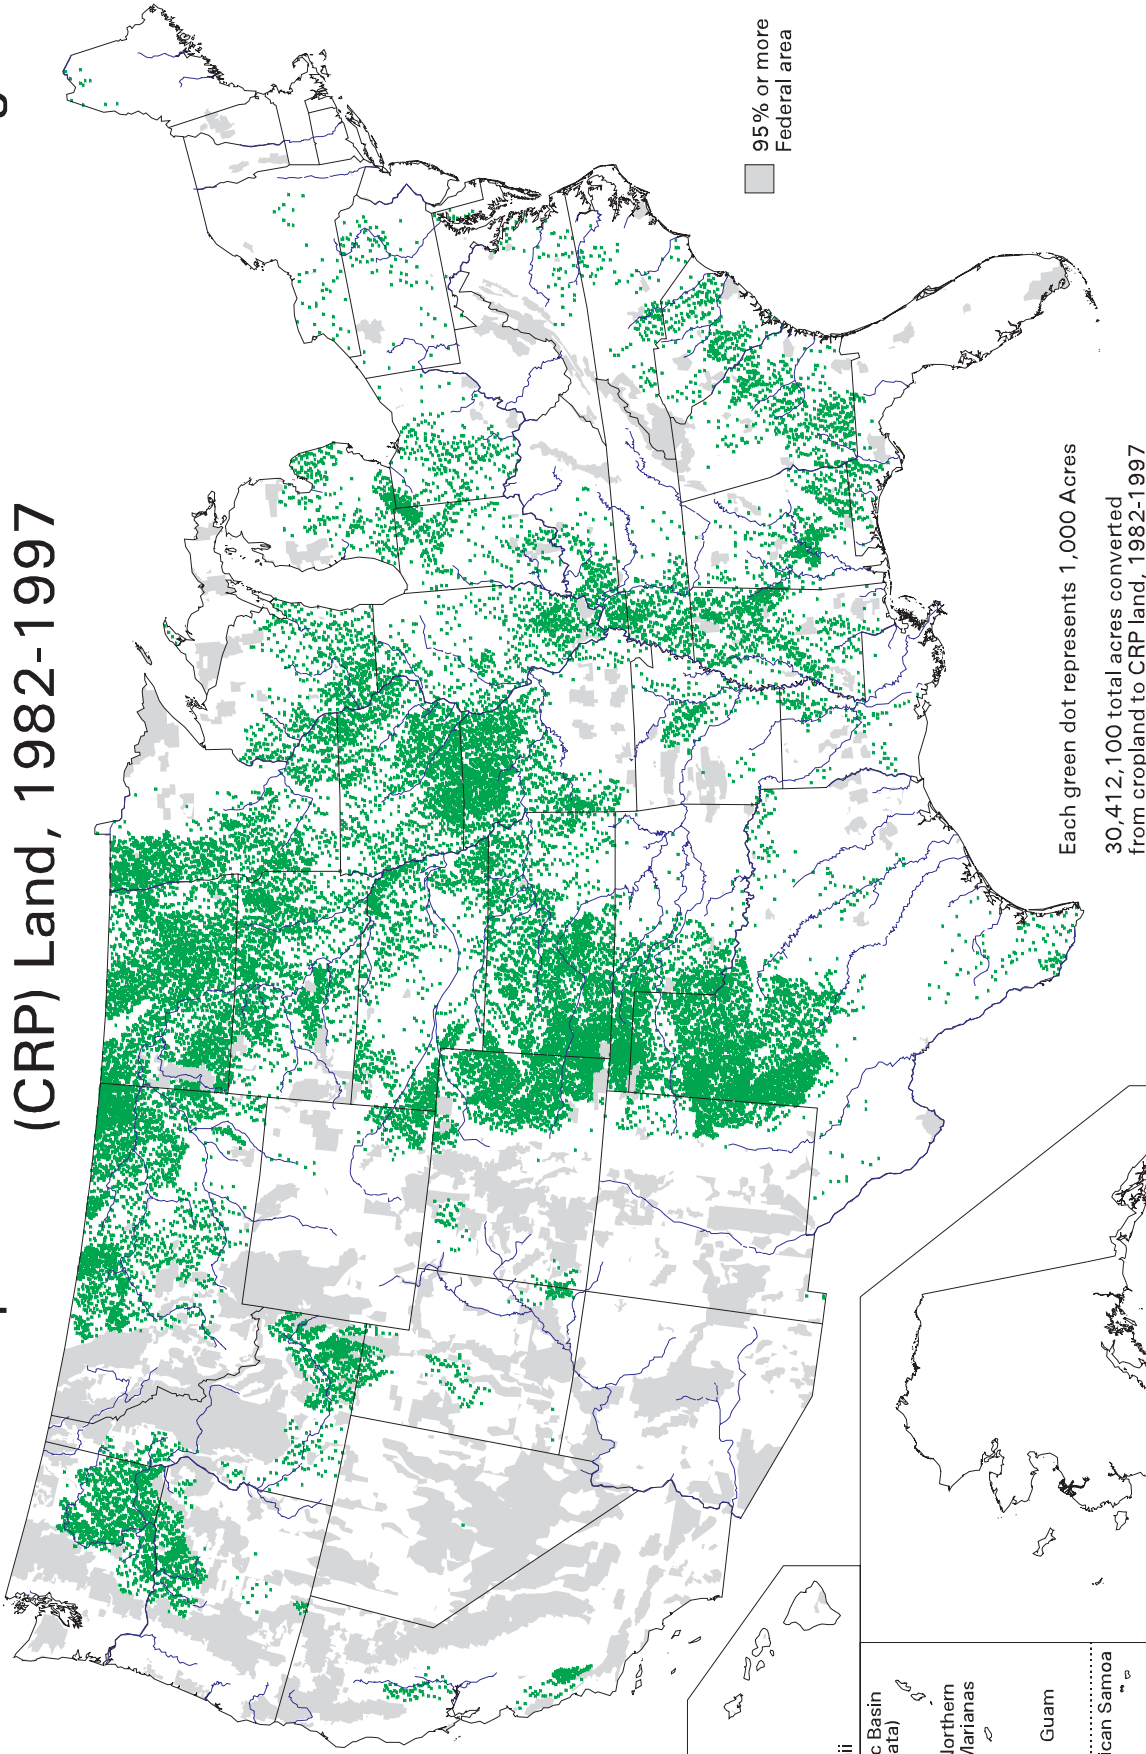 (CRP) Land, 1982-1997
95% or more
Federal area
Each green dot represents 1,000 Acres
30,412,100 total acres converted
from cropland to CRP land, 1982-1997
Guam